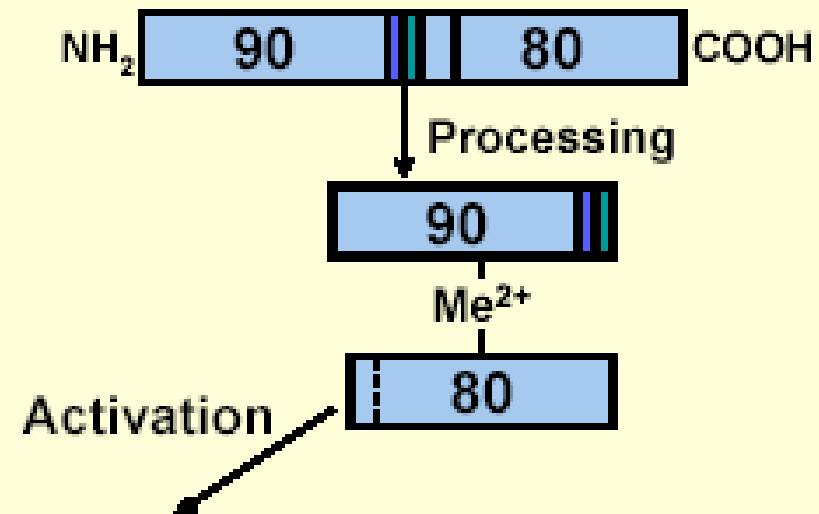 NH₂ 90 80 COOH
Processing
90
Me²⁺
80
Activation